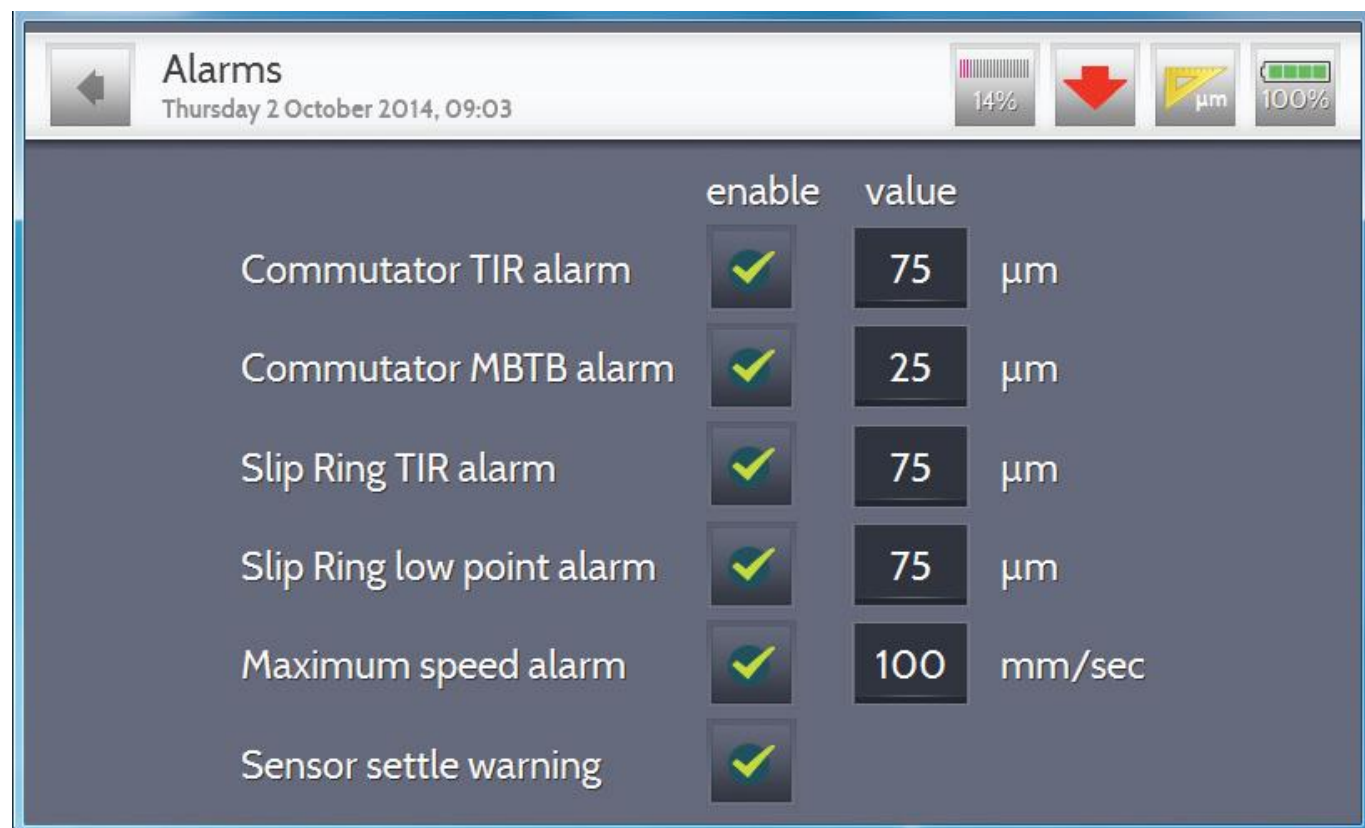 Alarms
Thursday 2 October 2014, 09:03
14%
µm
100%
enable value
Commutator TIR alarm 75 µm
Commutator MBTB alarm 25 µm
Slip Ring TIR alarm 75 µm
Slip Ring low point alarm 75 µm
Maximum speed alarm 100 mm/sec
Sensor settle warning